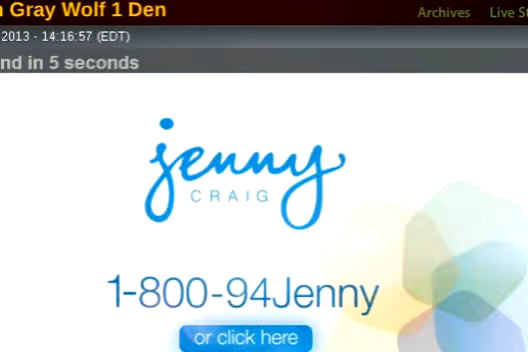 Gray Wolf 1 Den
Archives Live
2013 - 14:16:57 (EDT)
in 5 seconds
jenny
CRAIG
1-800-94Jenny
or click here